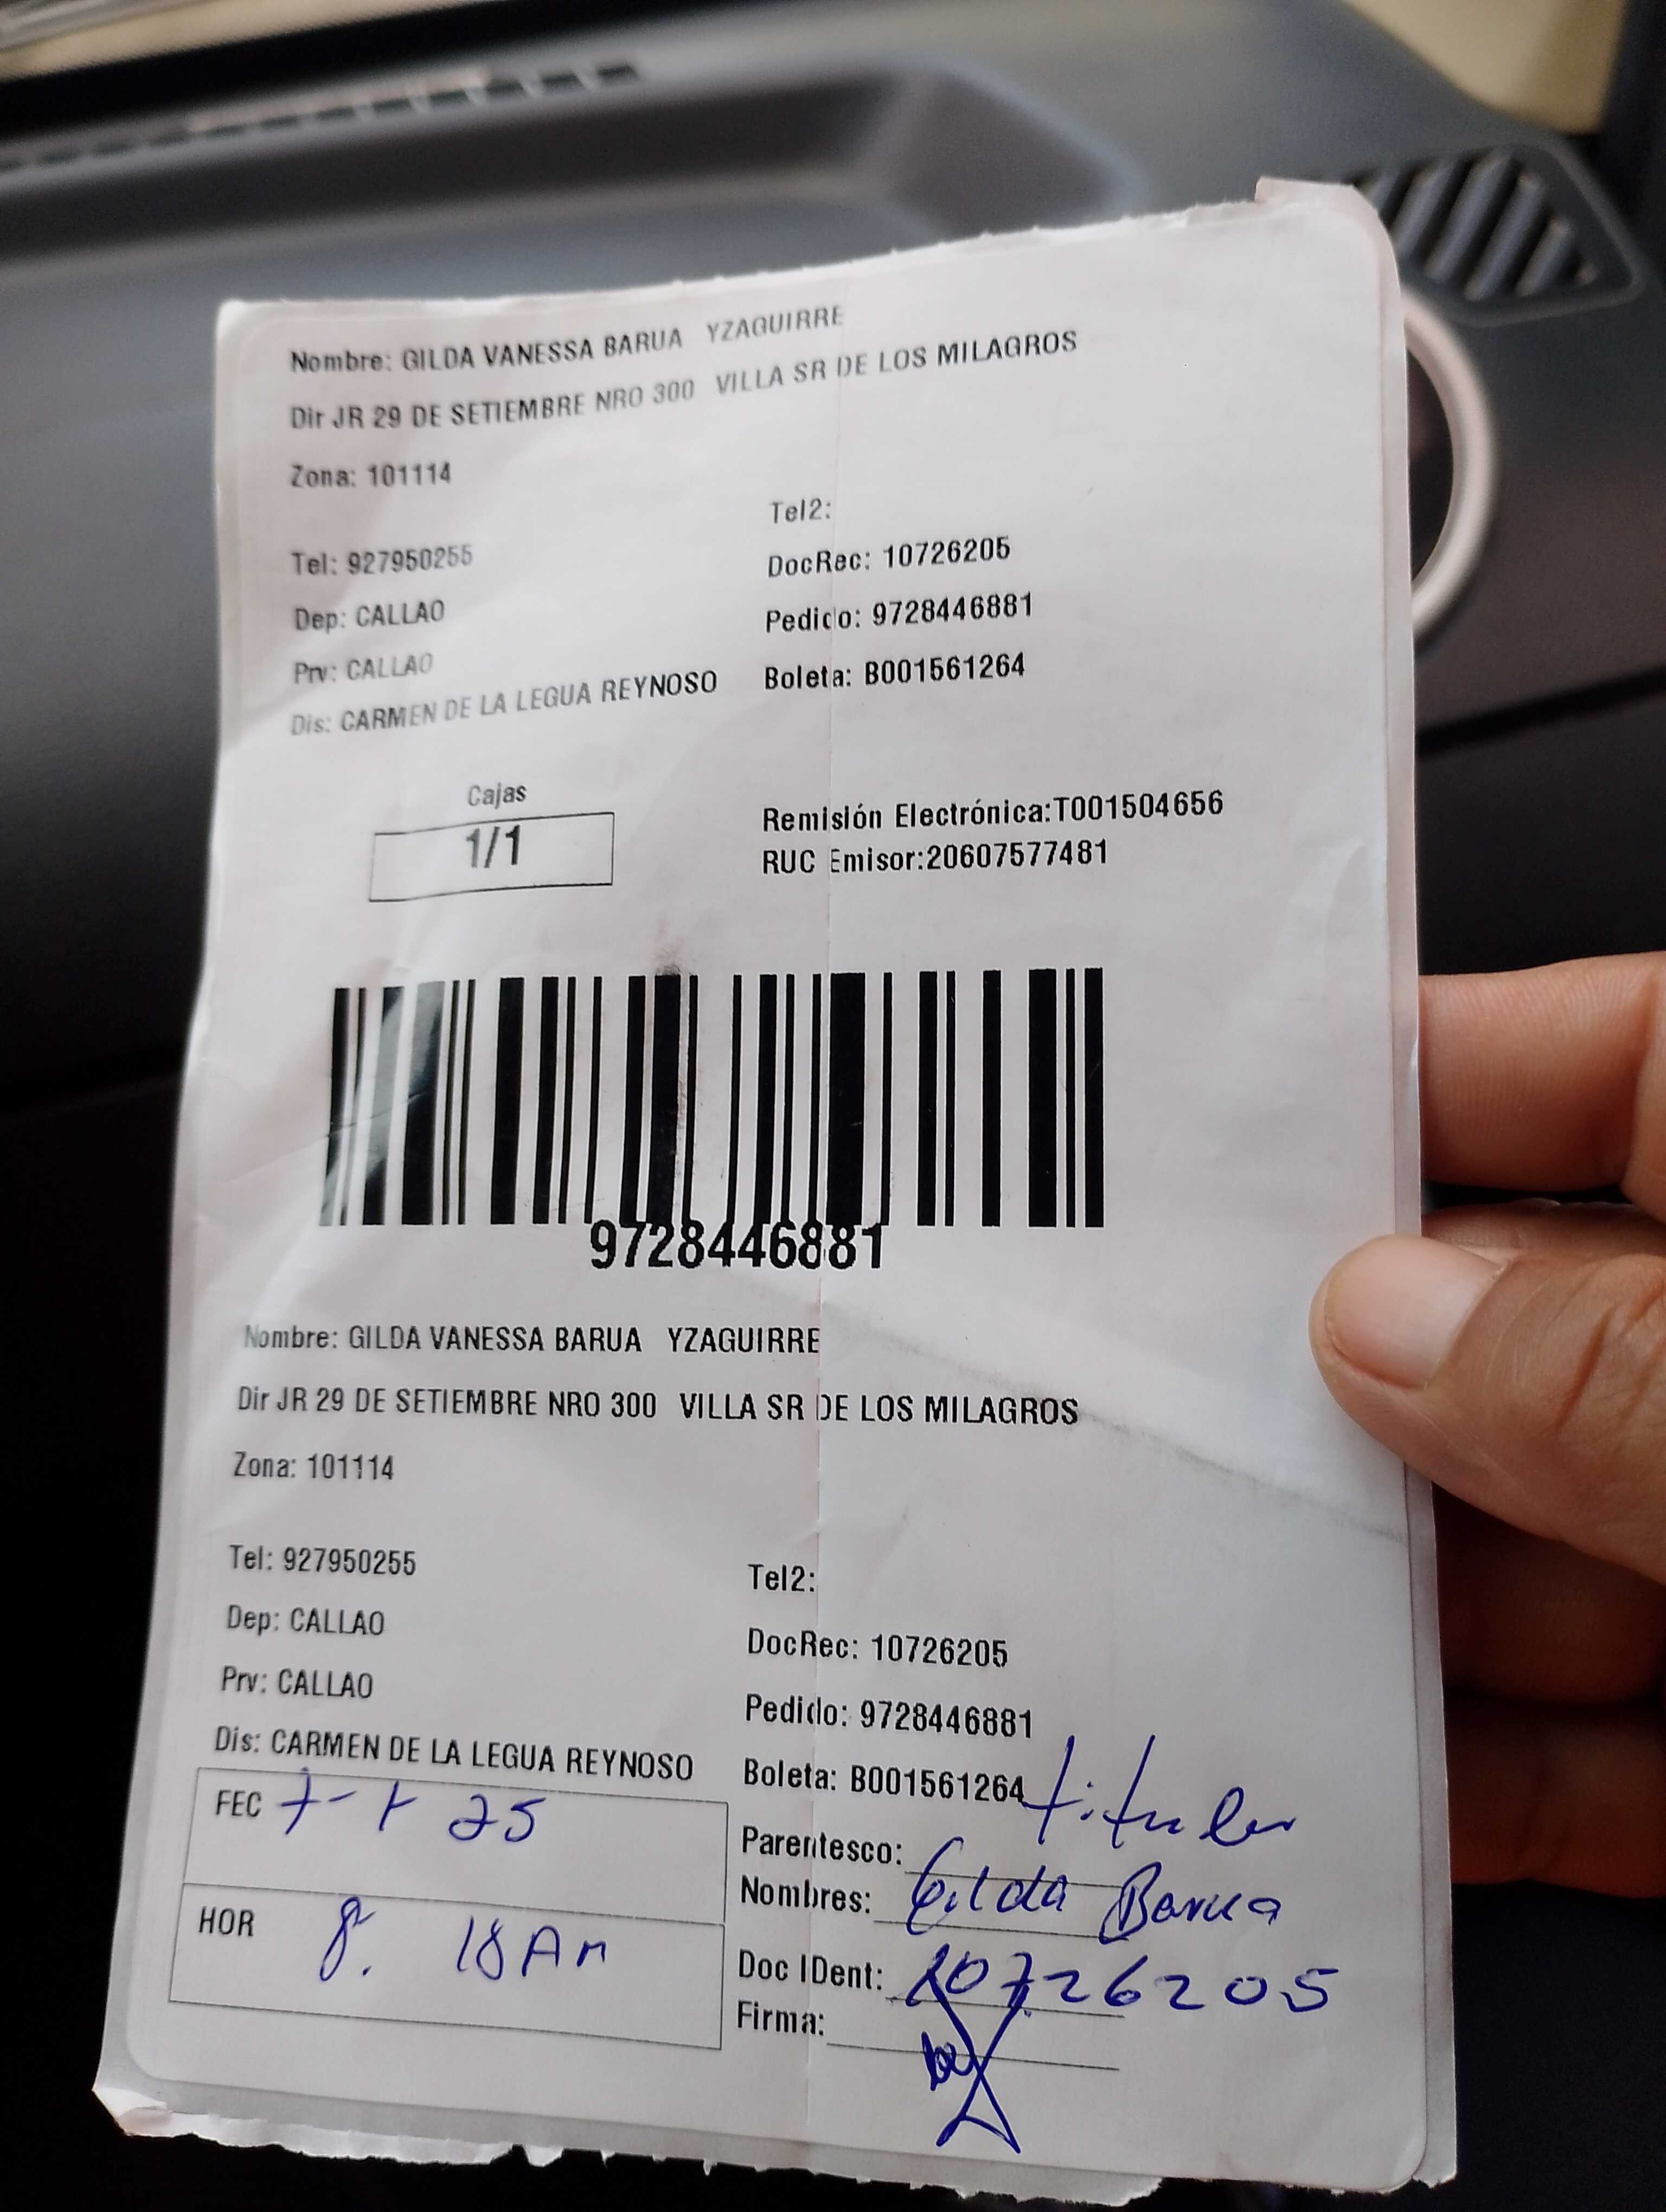 Nombre: GILDA VANESSA BARUA YZAGUIRRE
Dir JR 29 DE SETIEMBRE NRO 300 VILLA SR DE LOS MILAGROS
Zona: 101114
Tel2:
Tel: 927950255
DocRec: 10726205
Dep: CALLAO
Pedido: 9728446881
Prv: CALLAO
Boleta: B001561264
Dis: CARMEN DE LA LEGUA REYNOSO
Cajas
1/1
Remisión Electrónica:T001504656
RUC Emisor:20607577481
9728446881
Nombre: GILDA VANESSA BARUA YZAGUIRRE
Dir JR 29 DE SETIEMBRE NRO 300 VILLA SR DE LOS MILAGROS
Zona: 101114
Tel: 927950255
Tel2:
Dep: CALLAO
DocRec: 10726205
Prv: CALLAO
Pedido: 9728446881
Dis: CARMEN DE LA LEGUA REYNOSO
Boleta: B001561264
FEC 7-1 25
HOR 8. 18 AM
Parentesco: titular
Nombres: Gilda Barua
Doc IDent: 10726205
Firma: